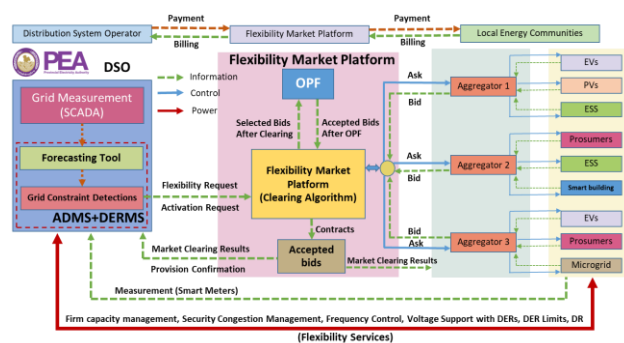 Payment
Payment
Distribution System Operator
Flexibility Market Platform
Local Energy Communities
Billing
Billing
PEA
DSO
Flexibility Market Platform
Information
Control
Power
Grid Measurement
(SCADA)
Forecasting Tool
Grid Constraint Detections
ADMS+DERMS
OPF
Selected Bids
After Clearing
Accepted Bids
After OPF
Flexibility Request
Activation Request
Flexibility Market
Platform
(Clearing Algorithm)
Contracts
Accepted
bids
Market Clearing Results
Provision Confirmation
Market Clearing Results
Measurement (Smart Meters)
Ask
Bid
Aggregator 1
EVs
PVs
ESS
Ask
Bid
Aggregator 2
Prosumers
ESS
Smart building
Bid
Ask
Aggregator 3
EVs
Prosumers
Microgrid
Firm capacity management, Security Congestion Management, Frequency Control, Voltage Support with DERs, DER Limits, DR
(Flexibility Services)